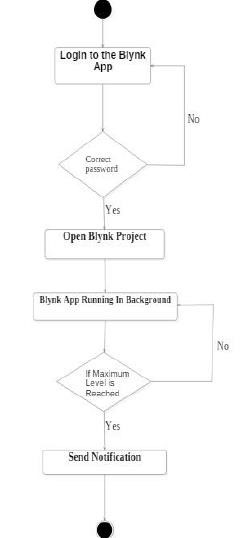 Login to the Blynk
App
No
Correct
password
Yes
Open Blynk Project
Blynk App Running In Background
No
If Maximum
Level is
Reached
Yes
Send Notification